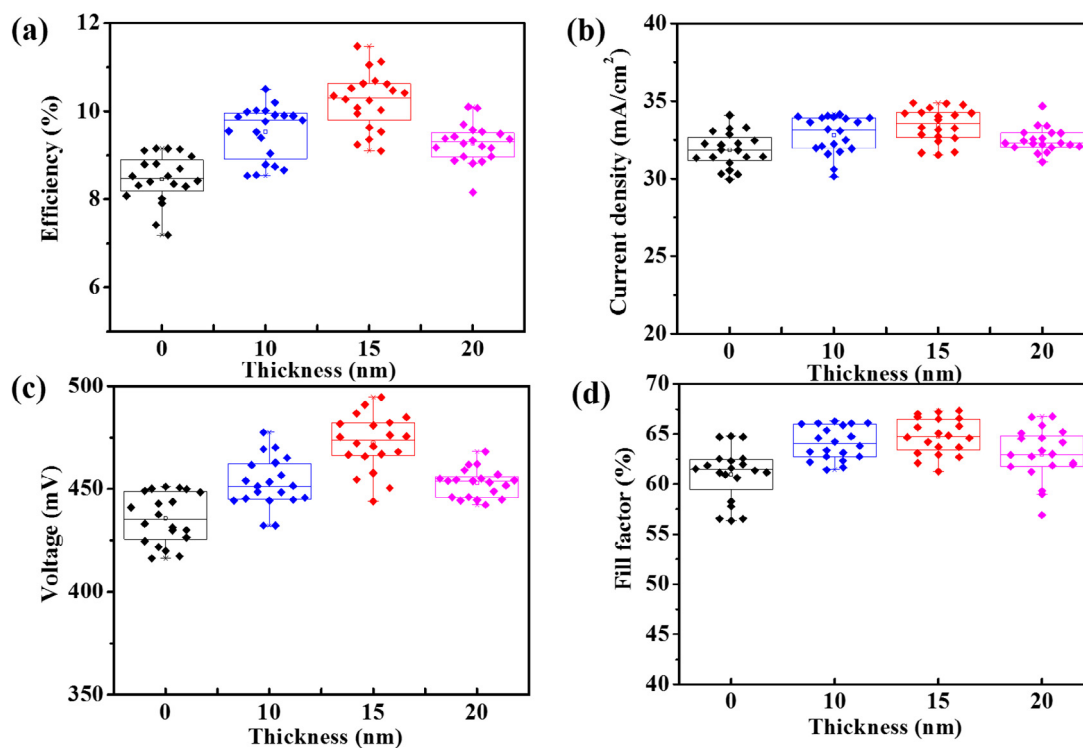 (a)
Efficiency (%)
12
10
8
6
0 10 15 20
Thickness (nm)
(b)
Current density (mA/cm²)
40
35
30
25
20
0 10 15 20
Thickness (nm)
(c)
Voltage (mV)
500
450
400
350
0 10 15 20
Thickness (nm)
(d)
Fill factor (%)
70
65
60
55
50
45
40
0 10 15 20
Thickness (nm)